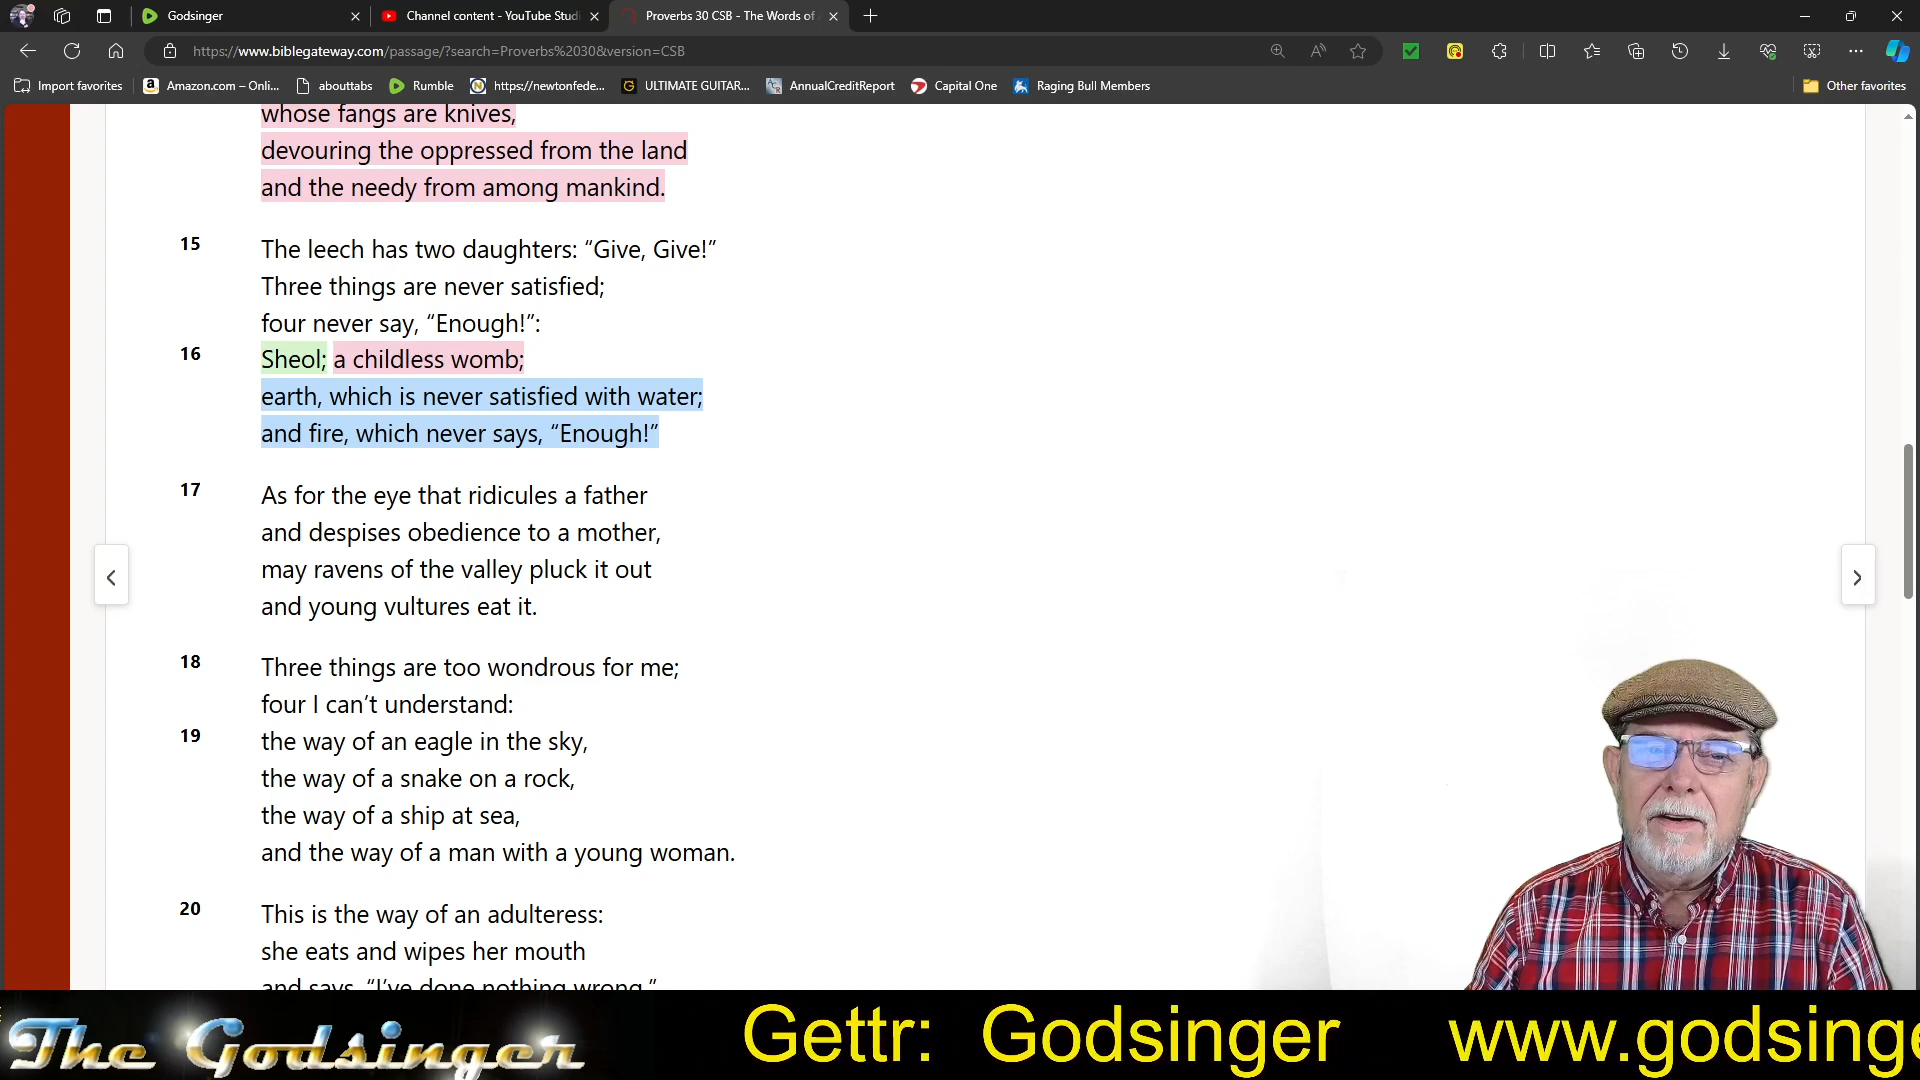 Godsinger
Channel content - YouTube Studi
Proverbs 30 CSB - The Words of
https://www.biblegateway.com/passage/?search=Proverbs%2030&version=CSB
Import favorites
Amazon.com – Onli...
abouttabs
Rumble
https://newtonfede...
ULTIMATE GUITAR...
AnnualCreditReport
Capital One
Raging Bull Members
Other favorites
whose fangs are knives,
devouring the oppressed from the land
and the needy from among mankind.
15 The leech has two daughters: “Give, Give!”
Three things are never satisfied;
four never say, “Enough!”:
16 Sheol; a childless womb;
earth, which is never satisfied with water;
and fire, which never says, “Enough!”
17 As for the eye that ridicules a father
and despises obedience to a mother,
may ravens of the valley pluck it out
and young vultures eat it.
18 Three things are too wondrous for me;
four I can’t understand:
19 the way of an eagle in the sky,
the way of a snake on a rock,
the way of a ship at sea,
and the way of a man with a young woman.
20 This is the way of an adulteress:
she eats and wipes her mouth
and says, “I’ve done nothing wrong.”
The Godsinger
Gettr: Godsinger www.godsinge